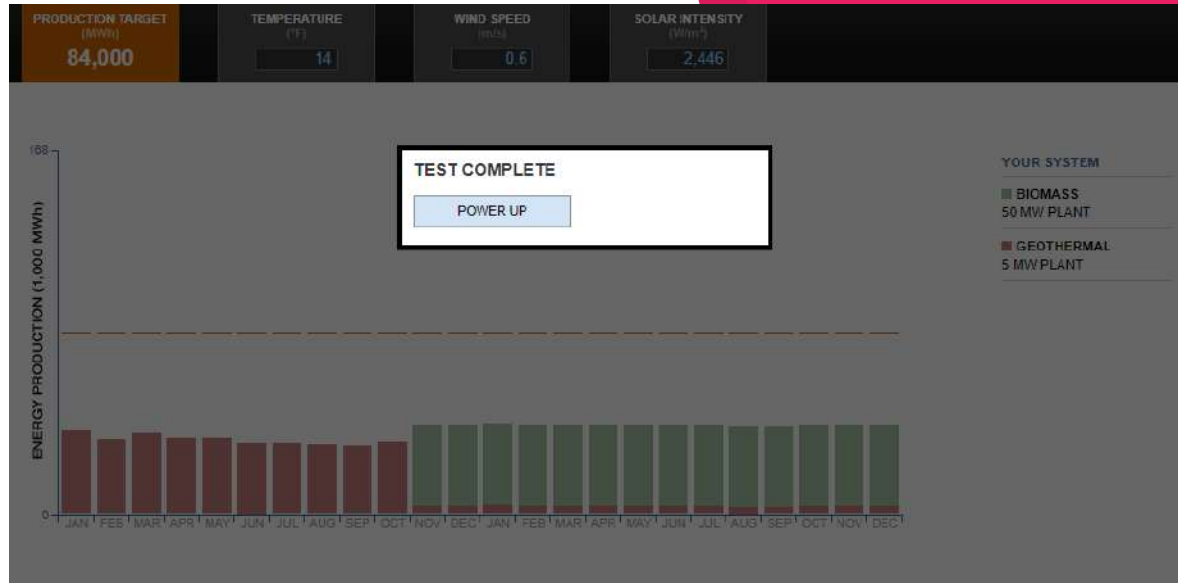 PRODUCTION TARGET
(MWh)
84,000
TEMPERATURE
(°F)
14
WIND SPEED
(m/s)
0.6
SOLAR INTENSITY
(W/m²)
2,446
168
ENERGY PRODUCTION (1,000 MWh)
0
TEST COMPLETE
POWER UP
YOUR SYSTEM
BIOMASS
50 MW PLANT
GEOTHERMAL
5 MW PLANT
JAN FEB MAR APR MAY JUN JUL AUG SEP OCT NOV DEC JAN FEB MAR APR MAY JUN JUL AUG SEP OCT NOV DEC